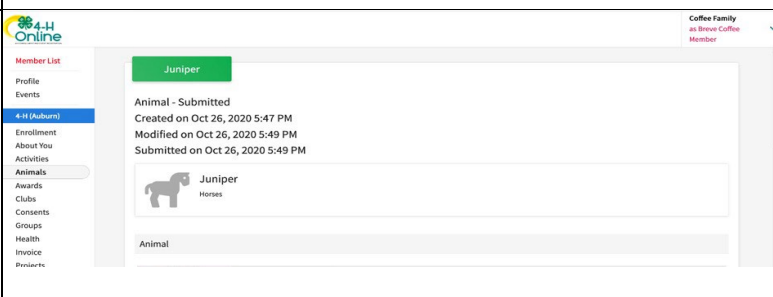 4-H
Online
Coffee Family
as Breve Coffee
Member
Member List
Profile
Events
4-H (Auburn)
Enrollment
About You
Activities
Animals
Awards
Clubs
Consents
Groups
Health
Invoice
Projects
Juniper
Animal - Submitted
Created on Oct 26, 2020 5:47 PM
Modified on Oct 26, 2020 5:49 PM
Submitted on Oct 26, 2020 5:49 PM
Juniper
Horses
Animal